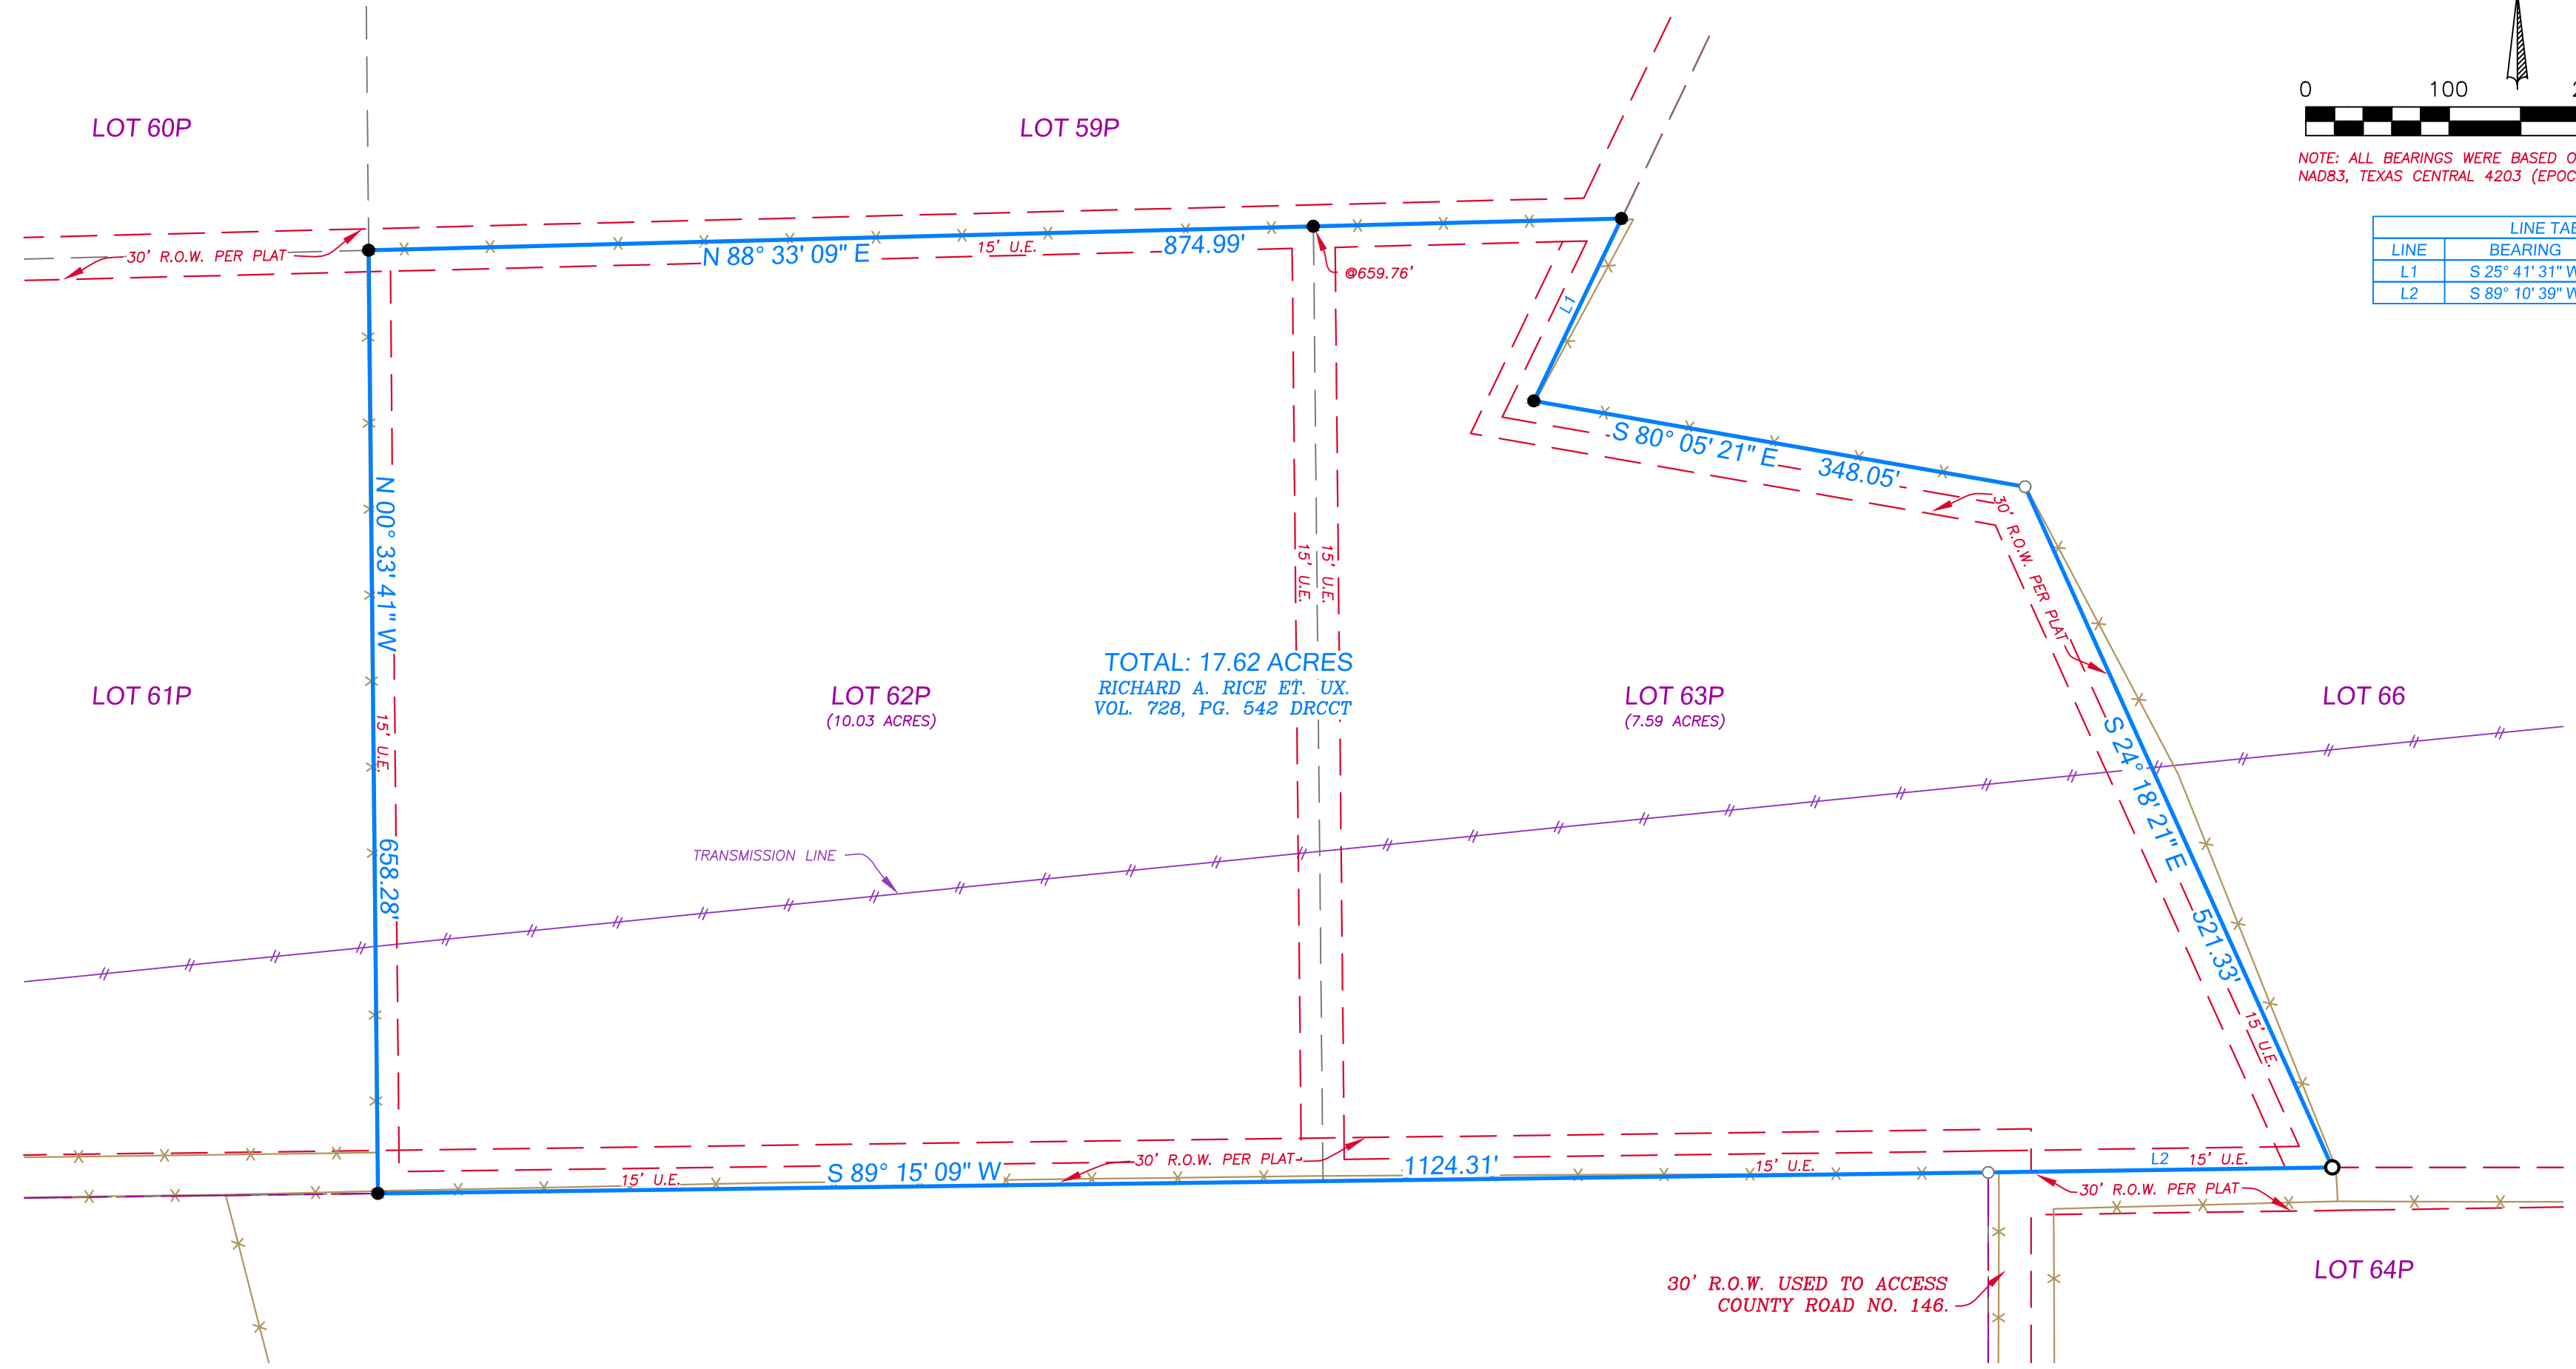 0 100
NOTE: ALL BEARINGS WERE BASED
NAD83, TEXAS CENTRAL 4203
LINE
LINE BEARING
L1 S 25° 41' 31" W
L2 S 89° 10' 39" W
LOT 60P
LOT 59P
30' R.O.W. PER PLAT
N 88° 33' 09" E
15' U.E.
874.99'
@659.76'
L1
S 80° 05' 21" E
348.05'
30' R.O.W. PER PLAT
N 00° 33' 41" W
15' U.E.
658.28'
15' U.E.
15' U.E.
TOTAL: 17.62 ACRES
RICHARD A. RICE ET. UX.
VOL. 728, PG. 542 DRCCT
LOT 61P
LOT 62P
(10.03 ACRES)
LOT 63P
(7.59 ACRES)
LOT 66
S 24° 18' 21" E
521.33'
15' U.E.
TRANSMISSION LINE
S 89° 15' 09" W
15' U.E.
30' R.O.W. PER PLAT
1124.31'
15' U.E.
L2
15' U.E.
30' R.O.W. PER PLAT
LOT 64P
30' R.O.W. USED TO ACCESS
COUNTY ROAD NO. 146.